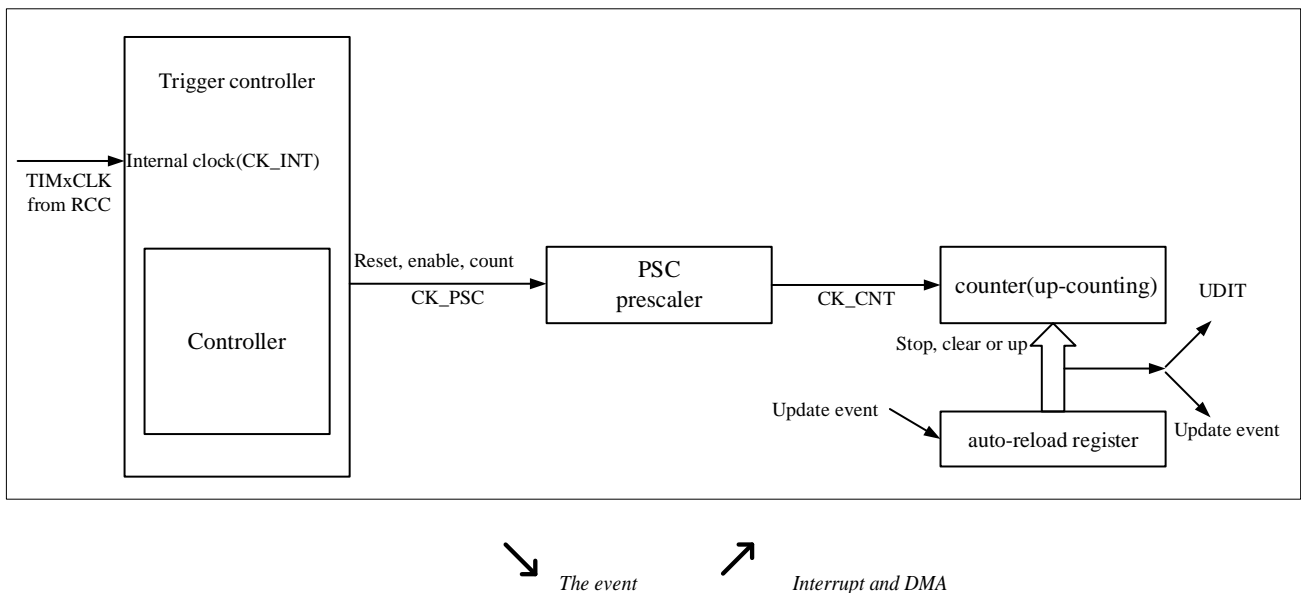 Trigger controller
Internal clock(CK_INT)
TIMxCLK
from RCC
Controller
Reset, enable, count
CK_PSC
PSC
prescaler
CK_CNT
counter(up-counting)
UDIT
Stop, clear or up
Update event
auto-reload register
Update event
The event
Interrupt and DMA